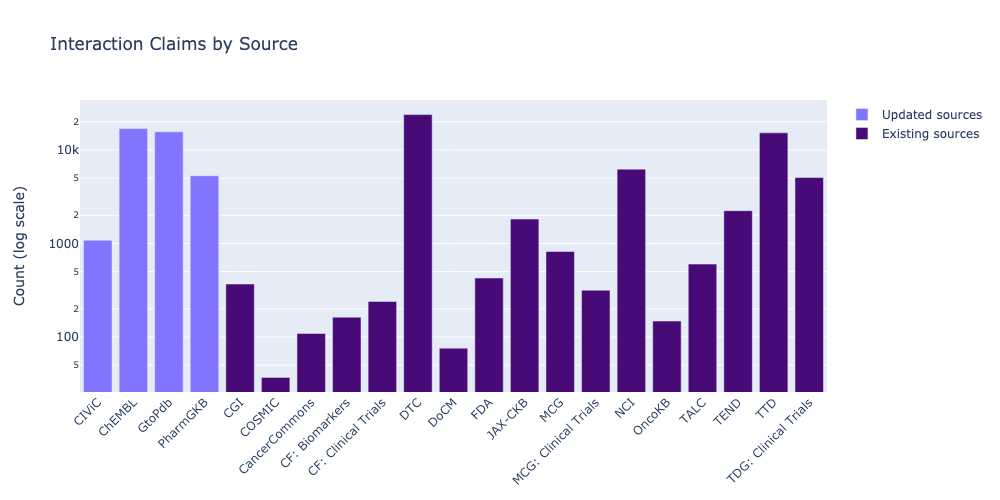 Interaction Claims by Source
Updated sources
Existing sources
Count (log scale)
2
10k
5
2
1000
5
2
100
5
CIViC
ChEMBL
GtoPdb
PharmGKB
CGI
COSMIC
CancerCommons
CF: Biomarkers
CF: Clinical Trials
DTC
DoCM
FDA
JAX-CKB
MCG
MCG: Clinical Trials
NCI
OncoKB
TALC
TEND
TTD
TDG: Clinical Trials